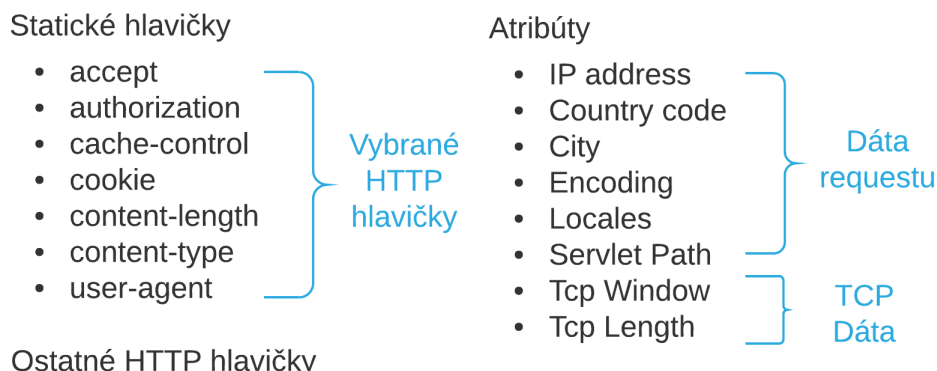 Statické hlavičky
• accept
• authorization
• cache-control
• cookie
• content-length
• content-type
• user-agent
Vybrané
HTTP
hlavičky
Ostatné HTTP hlavičky
Atribúty
• IP address
• Country code
• City
• Encoding
• Locales
• Servlet Path
• Tcp Window
• Tcp Length
Dáta
requestu
TCP
Dáta